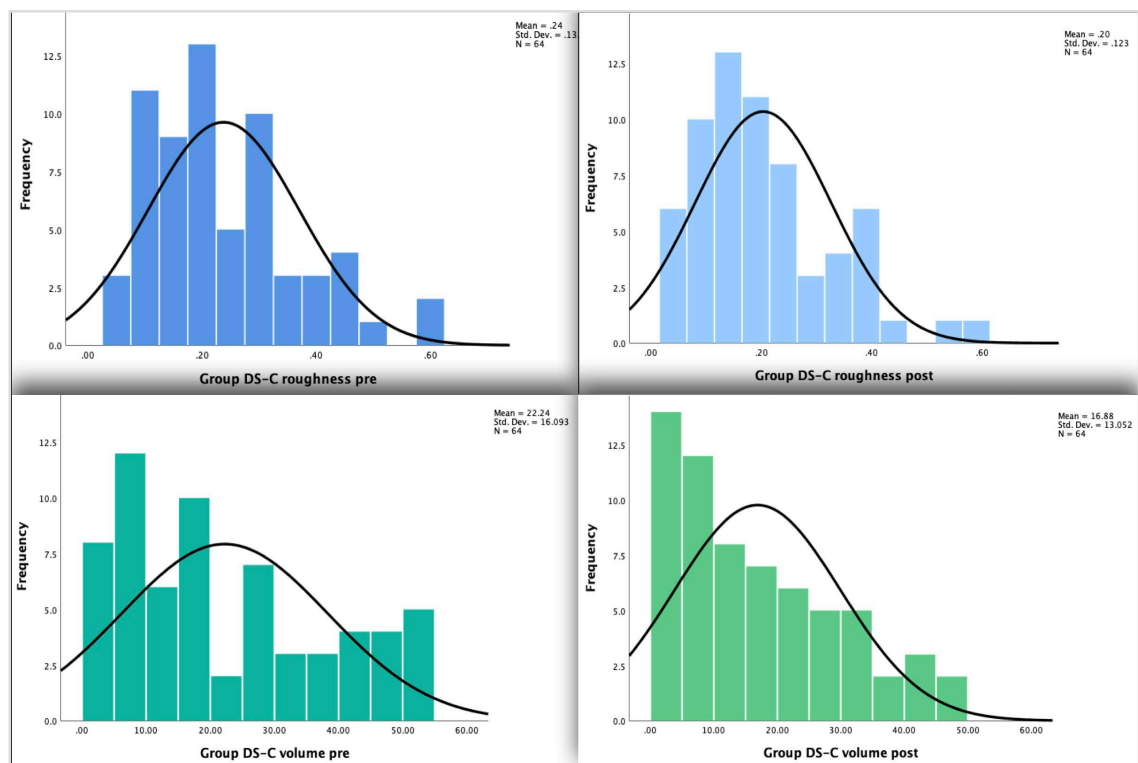 Mean = .24
Std. Dev. = .13
N = 64
12.5
10.0
7.5
5.0
2.5
0.0
Frequency
.00 .20 .40 .60
Group DS-C roughness pre
Mean = .20
Std. Dev. = .123
N = 64
12.5
10.0
7.5
5.0
2.5
0.0
Frequency
.00 .20 .40 .60
Group DS-C roughness post
Mean = 22.24
Std. Dev. = 16.093
N = 64
12.5
10.0
7.5
5.0
2.5
0.0
Frequency
.00 10.00 20.00 30.00 40.00 50.00 60.00
Group DS-C volume pre
Mean = 16.88
Std. Dev. = 13.052
N = 64
12.5
10.0
7.5
5.0
2.5
0.0
Frequency
.00 10.00 20.00 30.00 40.00 50.00 60.00
Group DS-C volume post